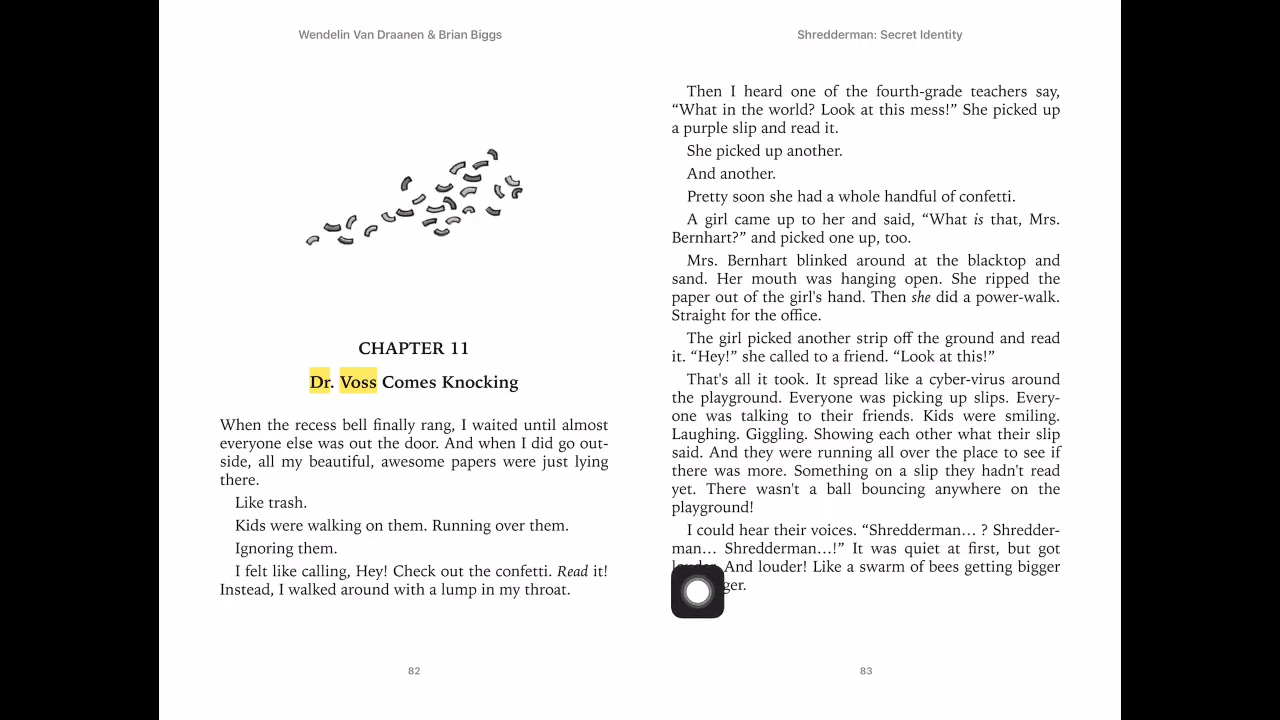 Wendelin Van Draanen & Brian Biggs
CHAPTER 11
Dr. Voss Comes Knocking
When the recess bell finally rang, I waited until almost
everyone else was out the door. And when I did go out-
side, all my beautiful, awesome papers were just lying
there.
Like trash.
Kids were walking on them. Running over them.
Ignoring them.
I felt like calling, Hey! Check out the confetti. Read it!
Instead, I walked around with a lump in my throat.
82
Shredderman: Secret Identity
Then I heard one of the fourth-grade teachers say,
“What in the world? Look at this mess!” She picked up
a purple slip and read it.
She picked up another.
And another.
Pretty soon she had a whole handful of confetti.
A girl came up to her and said, “What is that, Mrs.
Bernhart?” and picked one up, too.
Mrs. Bernhart blinked around at the blacktop and
sand. Her mouth was hanging open. She ripped the
paper out of the girl's hand. Then she did a power-walk.
Straight for the office.
The girl picked another strip off the ground and read
it. “Hey!” she called to a friend. “Look at this!”
That's all it took. It spread like a cyber-virus around
the playground. Everyone was picking up slips. Every-
one was talking to their friends. Kids were smiling.
Laughing. Giggling. Showing each other what their slip
said. And they were running all over the place to see if
there was more. Something on a slip they hadn't read
yet. There wasn't a ball bouncing anywhere on the
playground!
I could hear their voices. “Shredderman… ? Shredder-
man… Shredderman…!” It was quiet at first, but got
louder. And louder! Like a swarm of bees getting bigger
83